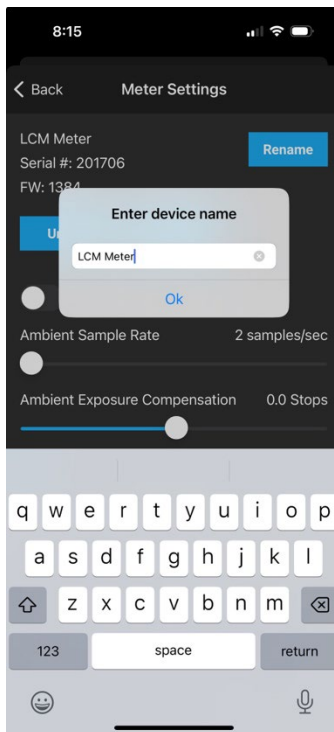 8:15
Back
Meter Settings
LCM Meter
Serial #: 201706
Rename
FW: 1384
Enter device name
LCM Meter
Ok
Ambient Sample Rate
2 samples/sec
Ambient Exposure Compensation
0.0 Stops
q w e r t y u i o p
a s d f g h j k l
z x c v b n m
123
space
return